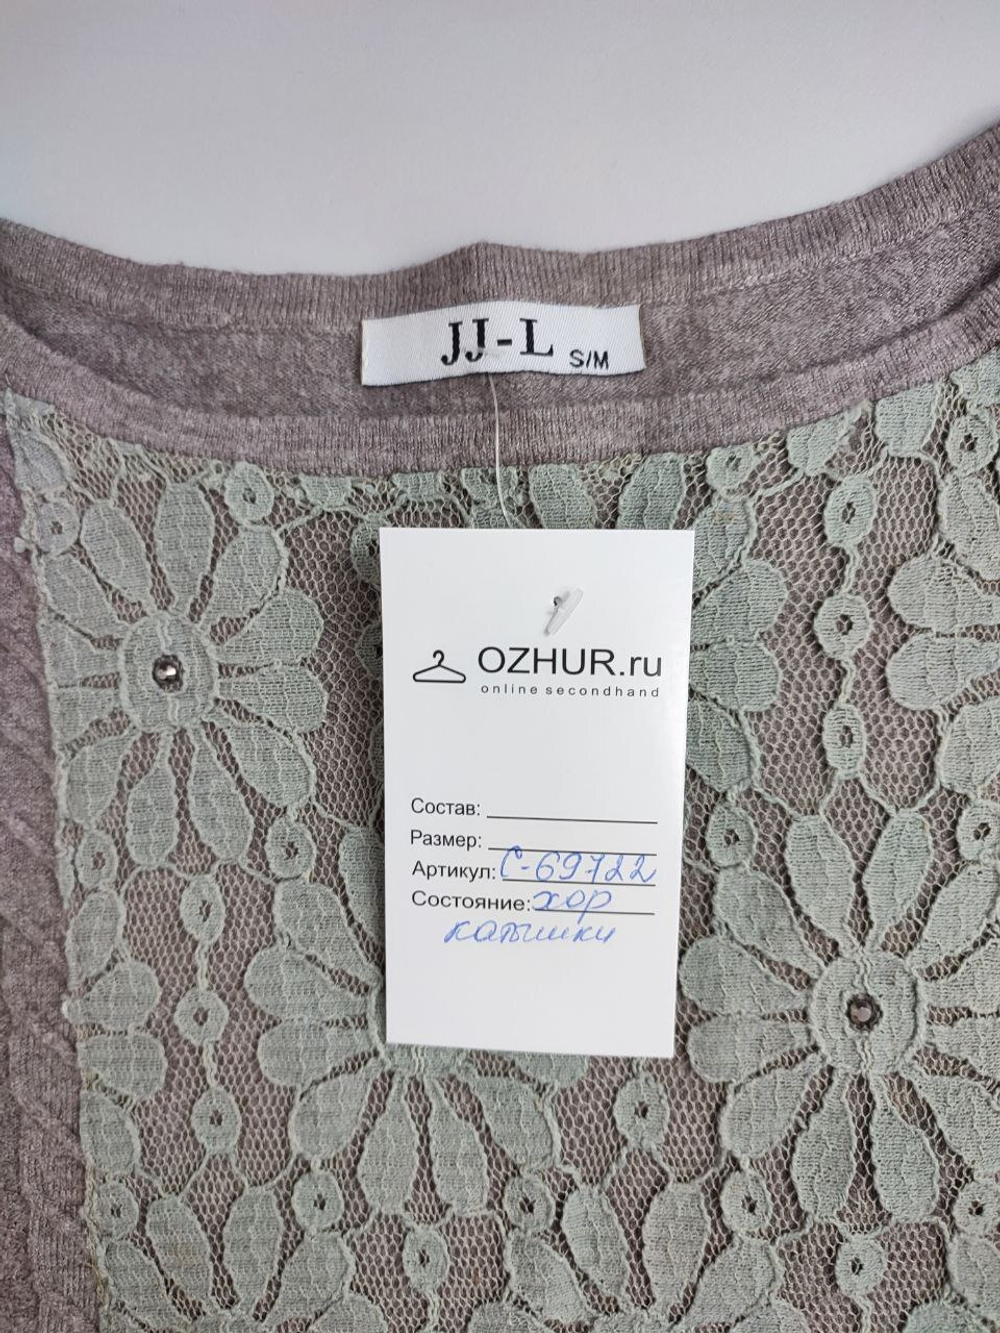 JJ-L S/M
OZHUR.ru
online secondhand
Состав:
Размер:
Артикул: С-69722
Состояние: хор
катышки